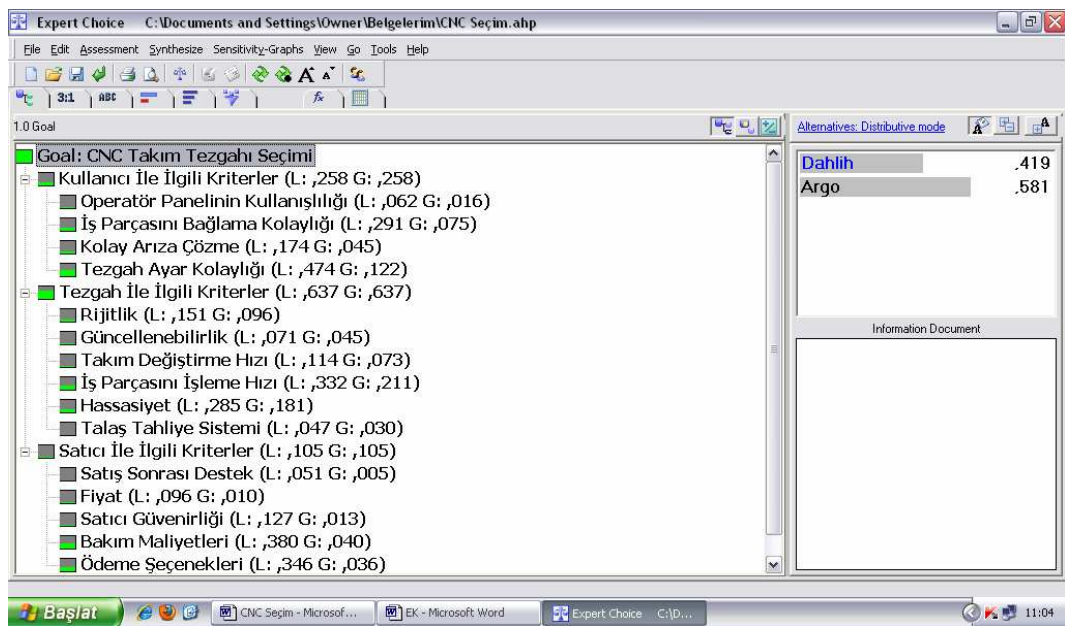 Expert Choice C:\Documents and Settings\Owner\Belgelerim\CNC Seçim.ahp
File Edit Assessment Synthesize Sensitivity-Graphs View Go Tools Help
3:1 ABC fx
1.0 Goal
Alternatives: Distributive mode
Goal: CNC Takım Tezgahı Seçimi
Kullanıcı İle İlgili Kriterler (L: ,258 G: ,258)
Operatör Panelinin Kullanışlılığı (L: ,062 G: ,016)
İş Parçasını Bağlama Kolaylığı (L: ,291 G: ,075)
Kolay Arıza Çözme (L: ,174 G: ,045)
Tezgah Ayar Kolaylığı (L: ,474 G: ,122)
Tezgah İle İlgili Kriterler (L: ,637 G: ,637)
Rijitlik (L: ,151 G: ,096)
Güncellenebilirlik (L: ,071 G: ,045)
Takım Değiştirme Hızı (L: ,114 G: ,073)
İş Parçasını İşleme Hızı (L: ,332 G: ,211)
Hassasiyet (L: ,285 G: ,181)
Talaş Tahliye Sistemi (L: ,047 G: ,030)
Satıcı İle İlgili Kriterler (L: ,105 G: ,105)
Satış Sonrası Destek (L: ,051 G: ,005)
Fiyat (L: ,096 G: ,010)
Satıcı Güvenirliği (L: ,127 G: ,013)
Bakım Maliyetleri (L: ,380 G: ,040)
Ödeme Seçenekleri (L: ,346 G: ,036)
Dahlih ,419
Argo ,581
Information Document
Başlat CNC Seçim - Microsof... EK - Microsoft Word Expert Choice C:\D... 11:04